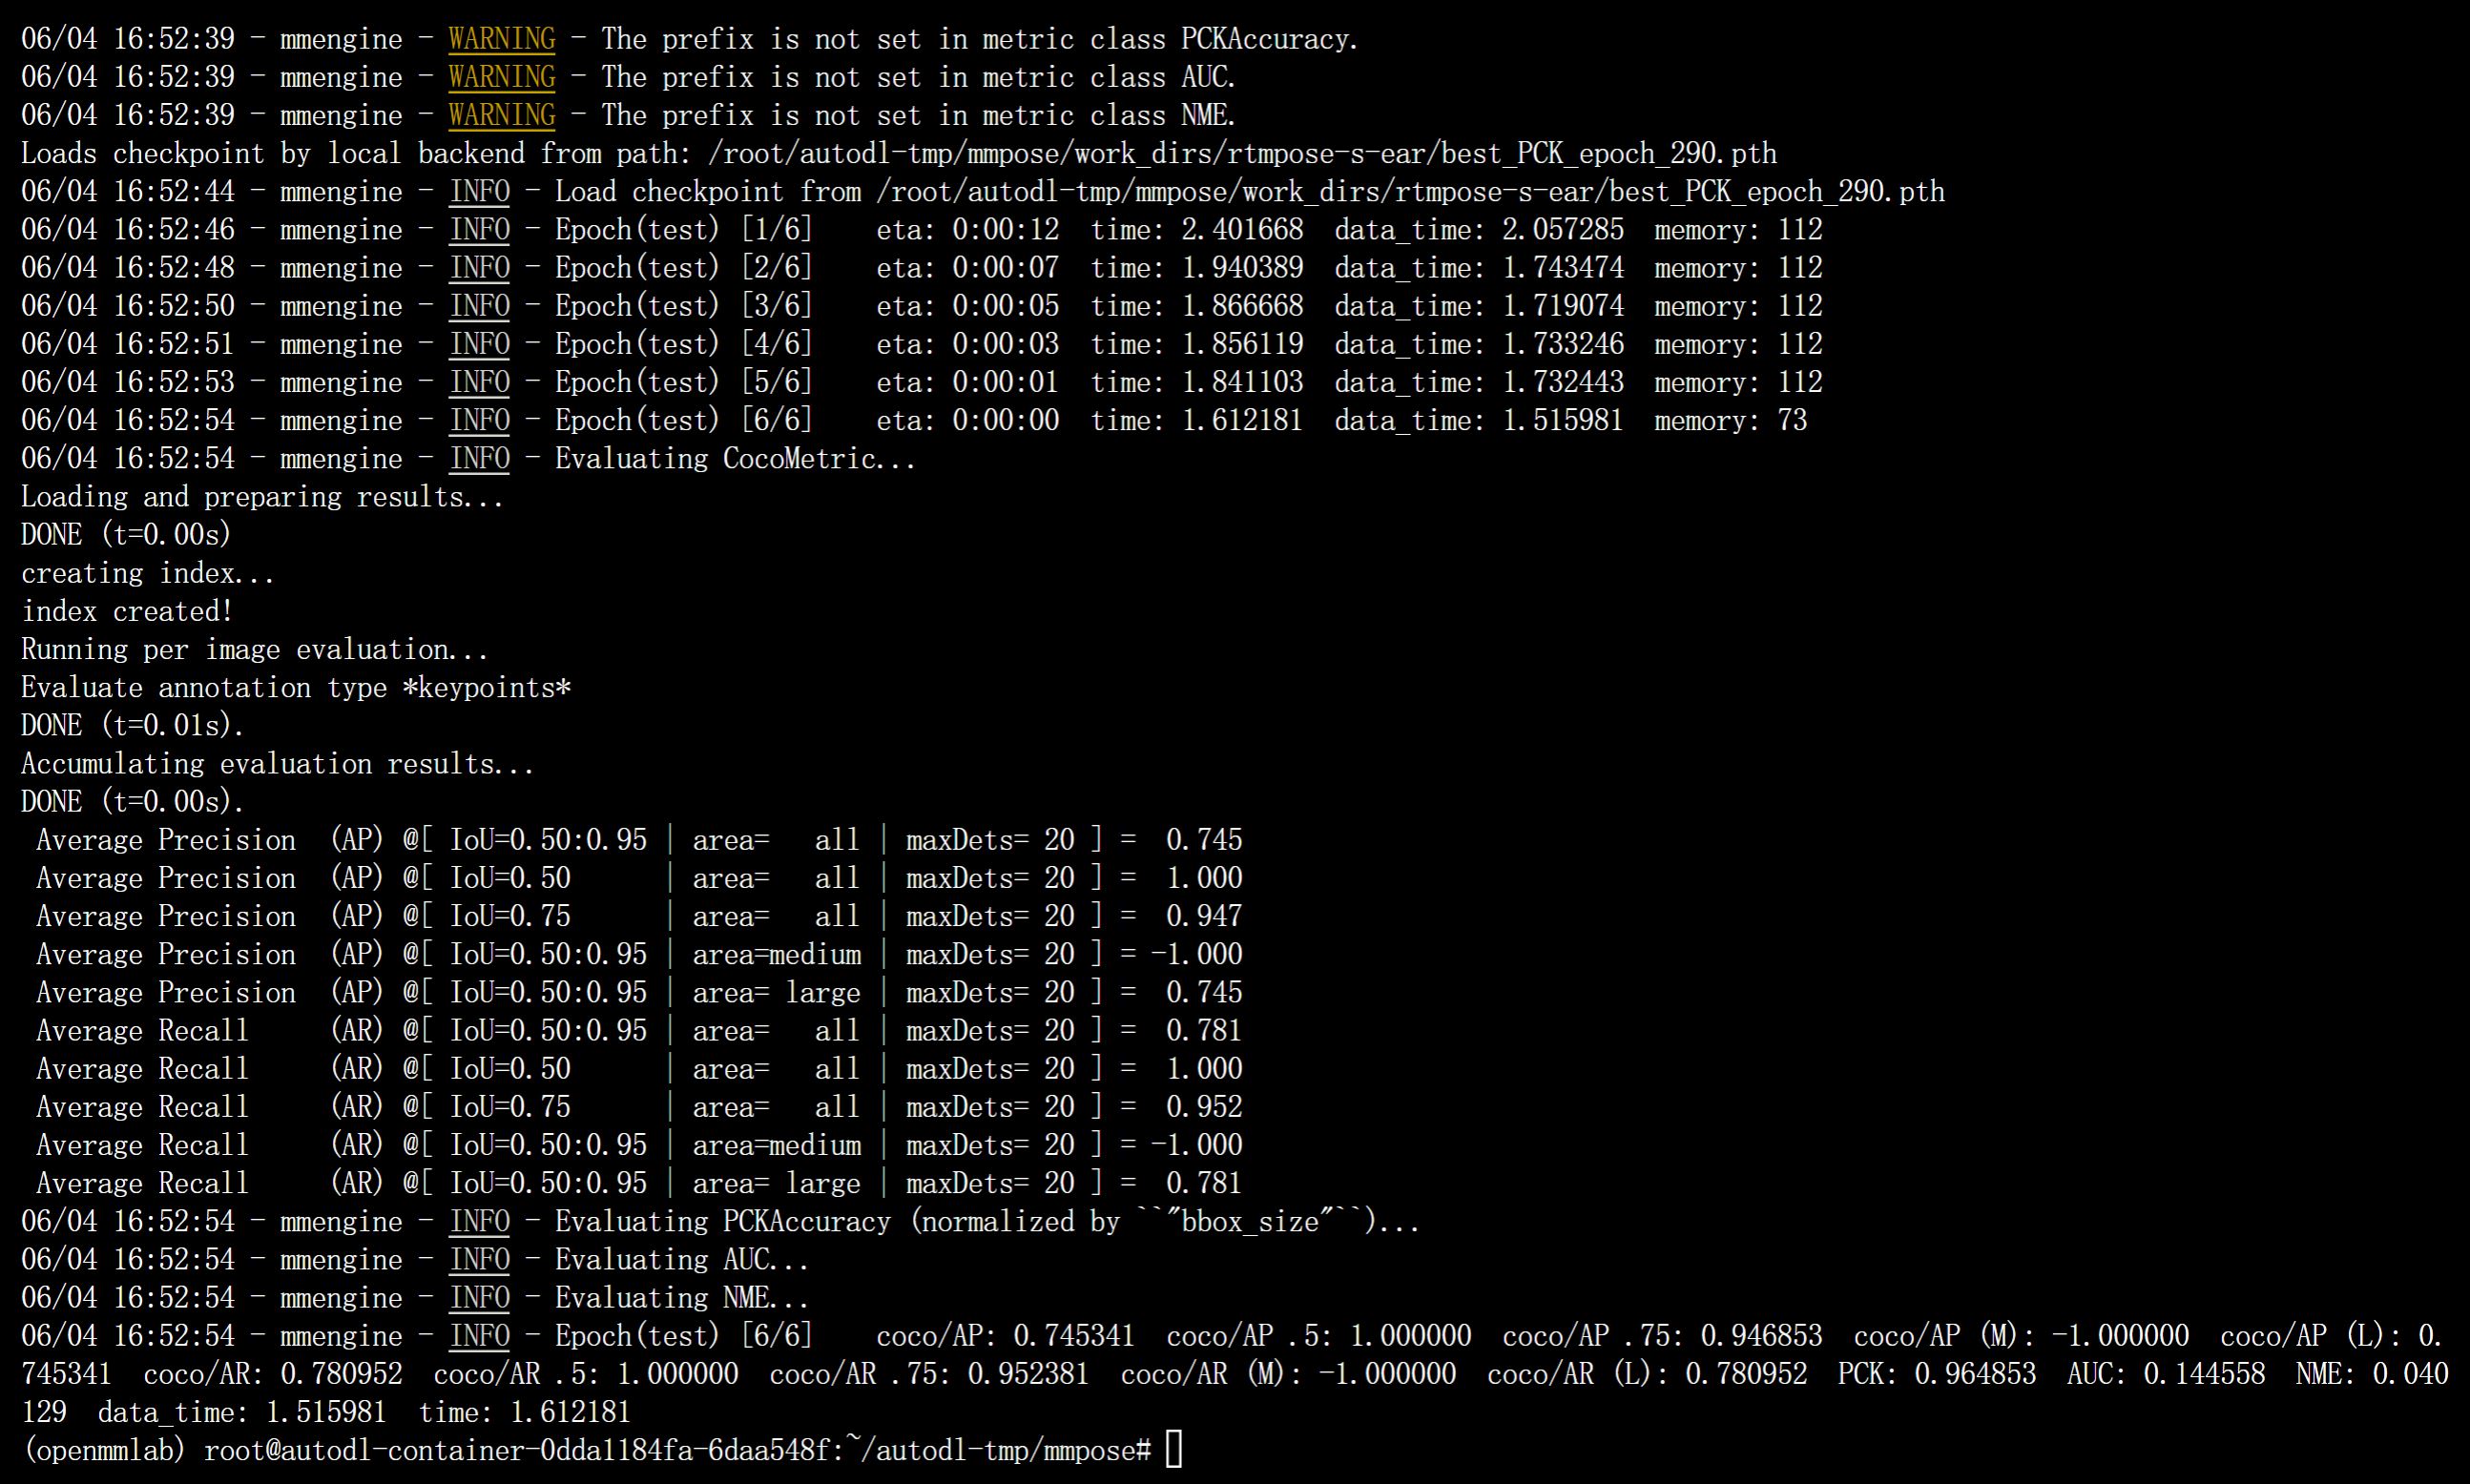 06/04 16:52:39 - mmengine - WARNING - The prefix is not set in metric class PCKAccuracy.
06/04 16:52:39 - mmengine - WARNING - The prefix is not set in metric class AUC.
06/04 16:52:39 - mmengine - WARNING - The prefix is not set in metric class NME.
Loads checkpoint by local backend from path: /root/autodl-tmp/mmpose/work_dirs/rtmpose-s-ear/best_PCK_epoch_290.pth
06/04 16:52:44 - mmengine - INFO - Load checkpoint from /root/autodl-tmp/mmpose/work_dirs/rtmpose-s-ear/best_PCK_epoch_290.pth
06/04 16:52:46 - mmengine - INFO - Epoch(test) [1/6]    eta: 0:00:12  time: 2.401668  data_time: 2.057285  memory: 112
06/04 16:52:48 - mmengine - INFO - Epoch(test) [2/6]    eta: 0:00:07  time: 1.940389  data_time: 1.743474  memory: 112
06/04 16:52:50 - mmengine - INFO - Epoch(test) [3/6]    eta: 0:00:05  time: 1.866668  data_time: 1.719074  memory: 112
06/04 16:52:51 - mmengine - INFO - Epoch(test) [4/6]    eta: 0:00:03  time: 1.856119  data_time: 1.733246  memory: 112
06/04 16:52:53 - mmengine - INFO - Epoch(test) [5/6]    eta: 0:00:01  time: 1.841103  data_time: 1.732443  memory: 112
06/04 16:52:54 - mmengine - INFO - Epoch(test) [6/6]    eta: 0:00:00  time: 1.612181  data_time: 1.515981  memory: 73
06/04 16:52:54 - mmengine - INFO - Evaluating CocoMetric...
Loading and preparing results...
DONE (t=0.00s)
creating index...
index created!
Running per image evaluation...
Evaluate annotation type *keypoints*
DONE (t=0.01s).
Accumulating evaluation results...
DONE (t=0.00s).
 Average Precision  (AP) @[ IoU=0.50:0.95 | area=   all | maxDets= 20 ] =  0.745
 Average Precision  (AP) @[ IoU=0.50      | area=   all | maxDets= 20 ] =  1.000
 Average Precision  (AP) @[ IoU=0.75      | area=   all | maxDets= 20 ] =  0.947
 Average Precision  (AP) @[ IoU=0.50:0.95 | area=medium | maxDets= 20 ] = -1.000
 Average Precision  (AP) @[ IoU=0.50:0.95 | area= large | maxDets= 20 ] =  0.745
 Average Recall     (AR) @[ IoU=0.50:0.95 | area=   all | maxDets= 20 ] =  0.781
 Average Recall     (AR) @[ IoU=0.50      | area=   all | maxDets= 20 ] =  1.000
 Average Recall     (AR) @[ IoU=0.75      | area=   all | maxDets= 20 ] =  0.952
 Average Recall     (AR) @[ IoU=0.50:0.95 | area=medium | maxDets= 20 ] = -1.000
 Average Recall     (AR) @[ IoU=0.50:0.95 | area= large | maxDets= 20 ] =  0.781
06/04 16:52:54 - mmengine - INFO - Evaluating PCKAccuracy (normalized by ``"bbox_size"``)...
06/04 16:52:54 - mmengine - INFO - Evaluating AUC...
06/04 16:52:54 - mmengine - INFO - Evaluating NME...
06/04 16:52:54 - mmengine - INFO - Epoch(test) [6/6]    coco/AP: 0.745341  coco/AP .5: 1.000000  coco/AP .75: 0.946853  coco/AP (M): -1.000000  coco/AP (L): 0.
745341  coco/AR: 0.780952  coco/AR .5: 1.000000  coco/AR .75: 0.952381  coco/AR (M): -1.000000  coco/AR (L): 0.780952  PCK: 0.964853  AUC: 0.144558  NME: 0.040
129  data_time: 1.515981  time: 1.612181
(openmmlab) root@autodl-container-0dda1184fa-6daa548f:~/autodl-tmp/mmpose#